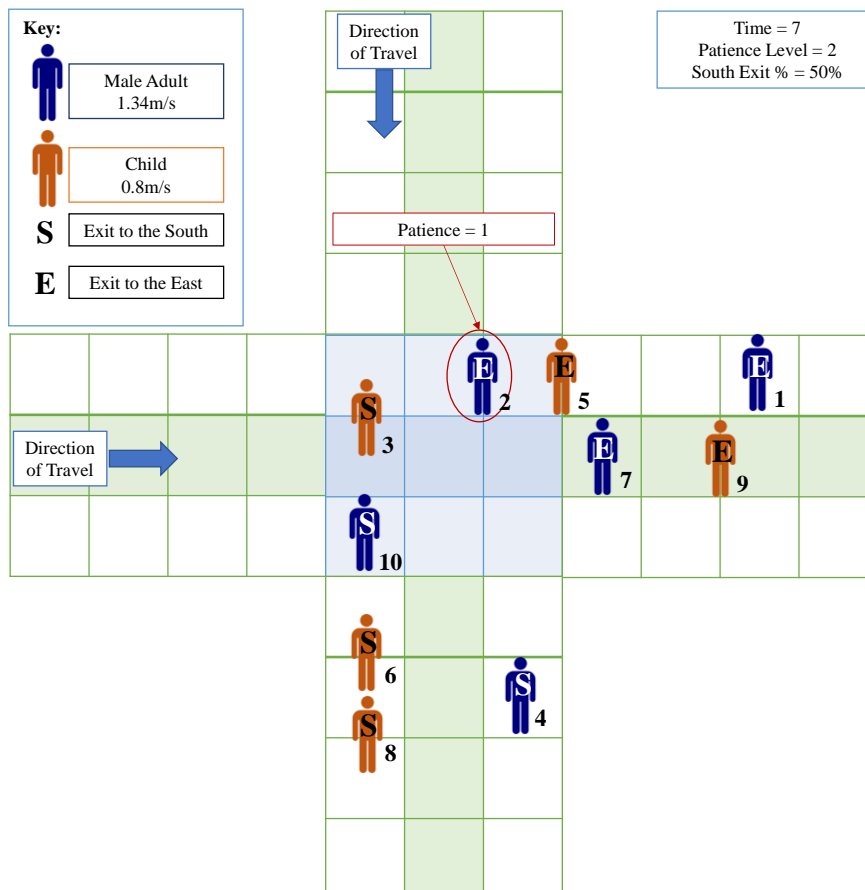 Key:
Male Adult
1.34m/s
Child
0.8m/s
S
Exit to the South
E
Exit to the East
Direction
of Travel
Time = 7
Patience Level = 2
South Exit % = 50%
Patience = 1
E
2
E
5
E
1
S
3
Direction
of Travel
E
7
E
9
S
10
S
6
S
4
S
8